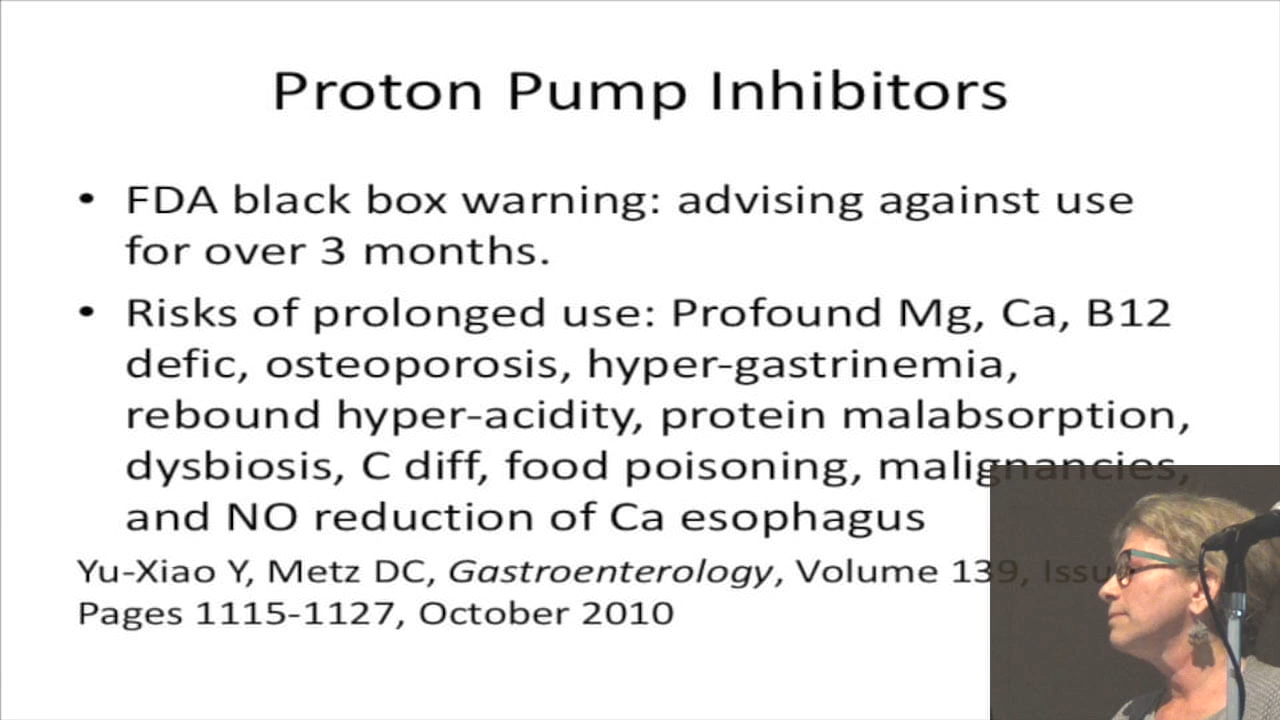 Proton Pump Inhibitors
• FDA black box warning: advising against use
for over 3 months.
• Risks of prolonged use: Profound Mg, Ca, B12
defic, osteoporosis, hyper-gastrinemia,
rebound hyper-acidity, protein malabsorption,
dysbiosis, C diff, food poisoning, malignancies,
and NO reduction of Ca esophagus
Yu-Xiao Y, Metz DC, Gastroenterology, Volume 139,
Pages 1115-1127, October 2010